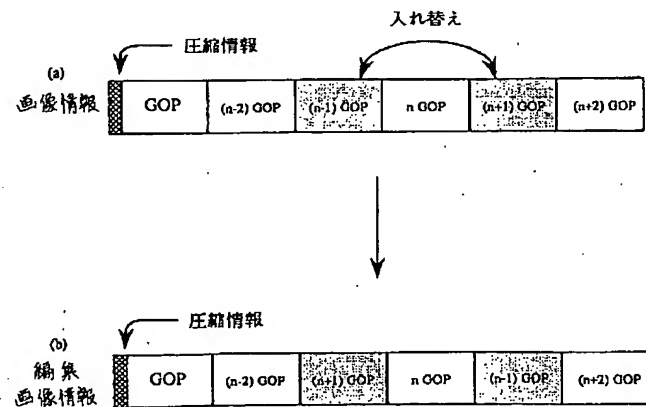 入れ替え
圧縮情報
(a)
画像情報
GOP (n-2) GOP (n-1) GOP n GOP (n+1) GOP (n+2) GOP
圧縮情報
(b)
編集
画像情報
GOP (n-2) GOP (n+1) GOP n GOP (n-1) GOP (n+2) GOP